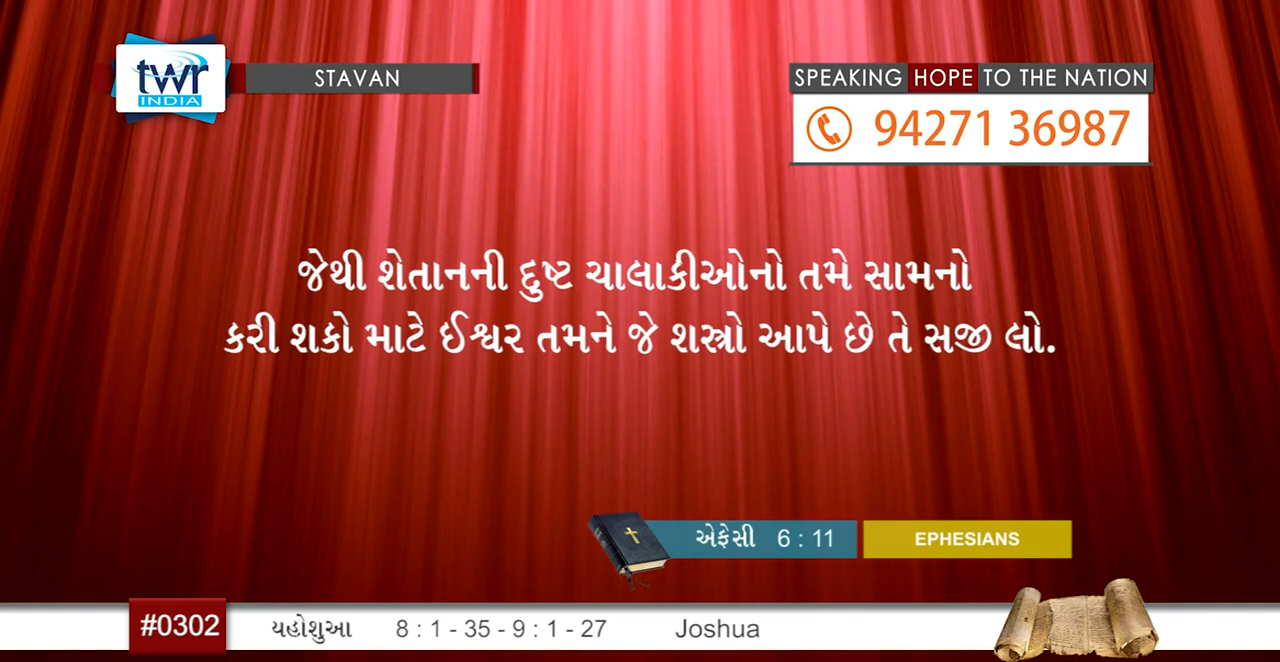 twr
INDIA
STAVAN
SPEAKING HOPE TO THE NATION
94271 36987
જેથી શેતાનની દુષ્ટ ચાલાકીઓનો તમે સામનો
કરી શકો માટે ઈશ્વર તમને જે શસ્ત્રો આપે છે તે સજી લો.
એફેસી 6 : 11 EPHESIANS
#0302 યહોશુઆ 8 : 1 - 35 - 9 : 1 - 27 Joshua